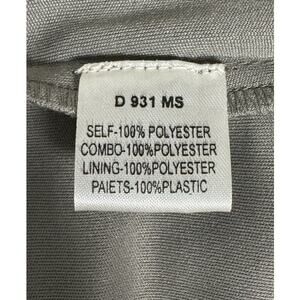 D 931 MS
SELF-100% POLYESTER
COMBO-100%POLYESTER
LINING-100% POLYESTER
PAIETS-100%PLASTIC